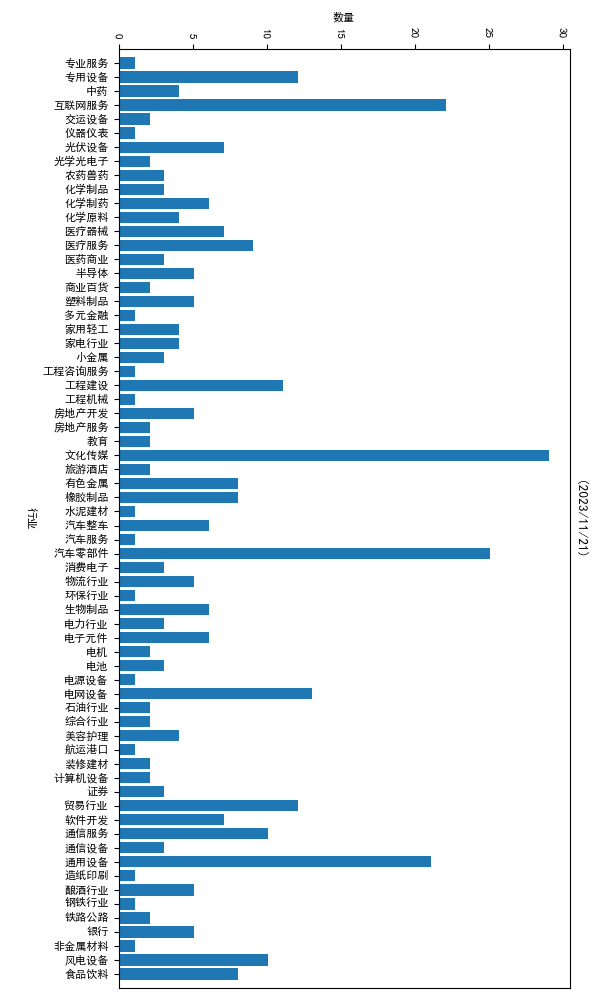 数量
0 5 10 15 20 25 30
专业服务
专用设备
中药
互联网服务
交运设备
仪器仪表
光伏设备
光学光电子
农药兽药
化学制品
化学制药
化学原料
医疗器械
医疗服务
医药商业
半导体
商业百货
塑料制品
多元金融
家用轻工
家电行业
小金属
工程咨询服务
工程建设
工程机械
房地产开发
房地产服务
教育
文化传媒
旅游酒店
有色金属
橡胶制品
水泥建材
汽车整车
汽车服务
汽车零部件
消费电子
物流行业
环保行业
生物制品
电力行业
电子元件
电机
电池
电源设备
电网设备
石油行业
综合行业
美容护理
航运港口
装修建材
计算机设备
证券
贸易行业
软件开发
通信服务
通信设备
通用设备
造纸印刷
酿酒行业
钢铁行业
铁路公路
银行
非金属材料
风电设备
食品饮料
行业
(2023/11/21)